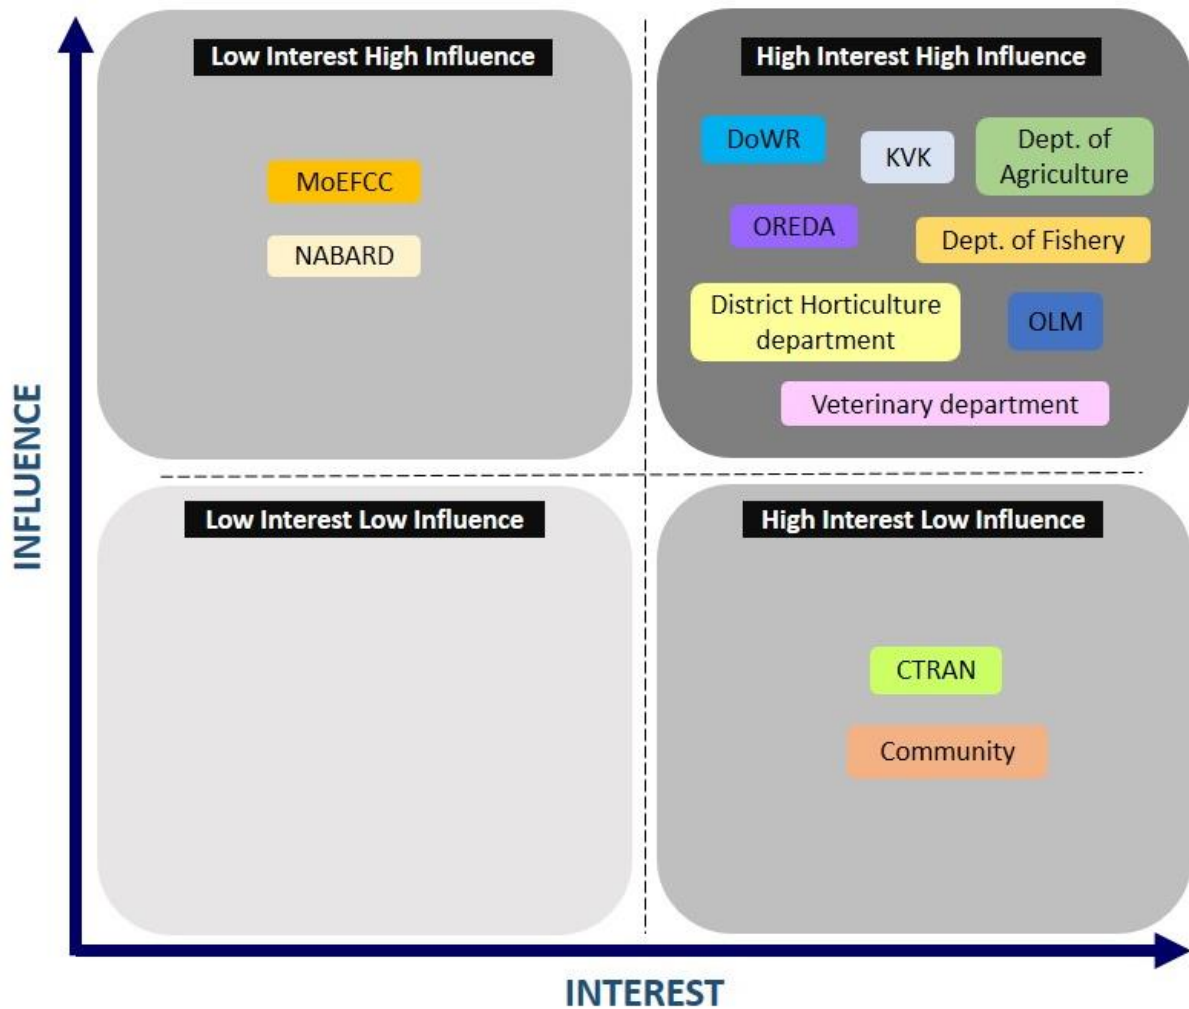 Low Interest High Influence
High Interest High Influence
MoEFCC
NABARD
DoWR
KVK
Dept. of
Agriculture
OREDA
Dept. of Fishery
District Horticulture
department
OLM
Veterinary department
INFLUENCE
Low Interest Low Influence
High Interest Low Influence
CTRAN
Community
INTEREST